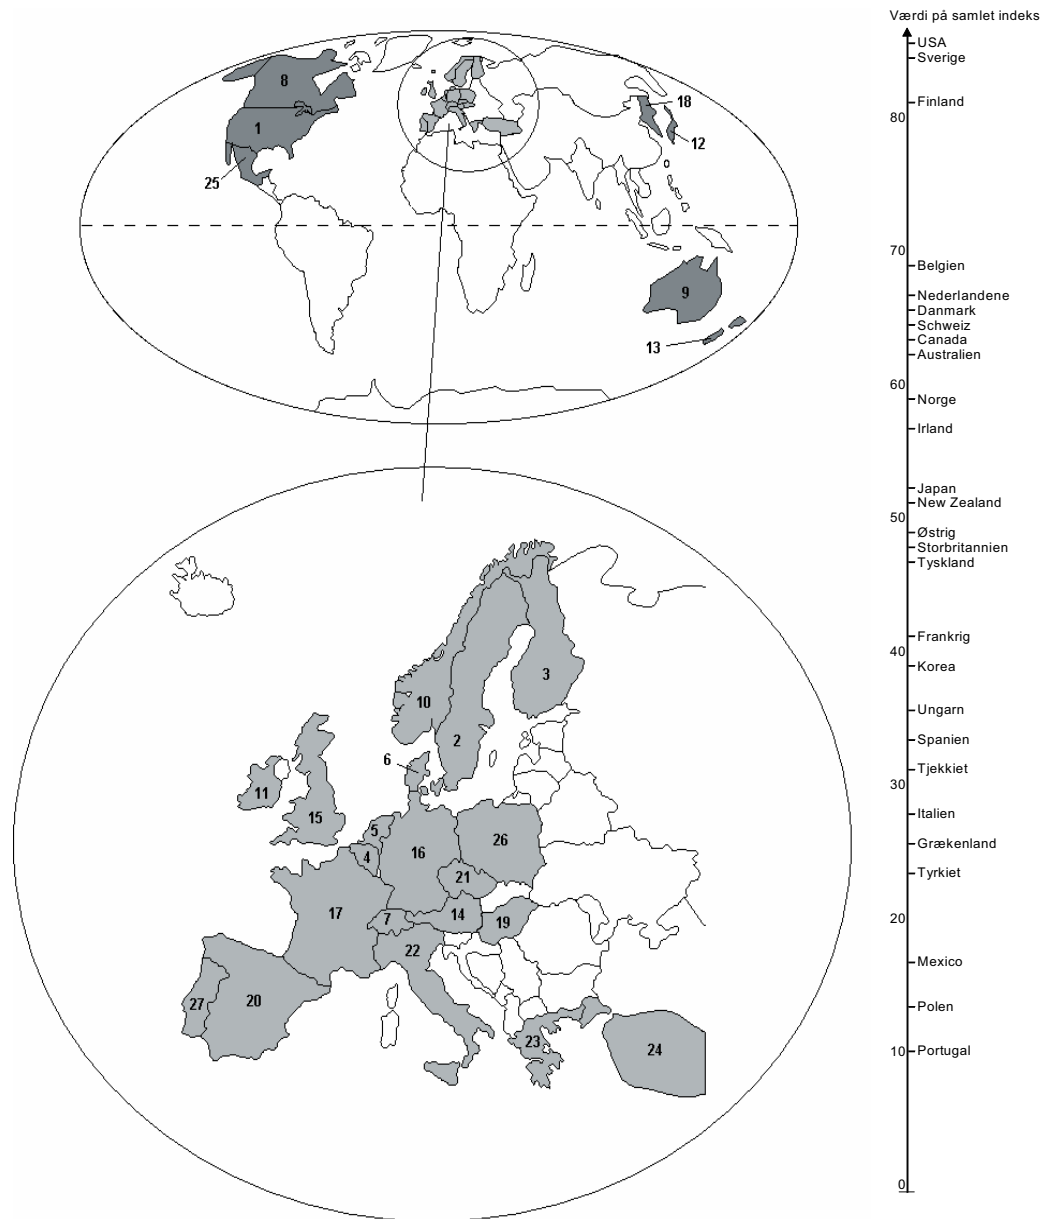 Værdi på samlet indeks
USA
Sverige
Finland
80
70
Belgien
Nederlandene
Danmark
Schweiz
Canada
Australien
60
Norge
Irland
Japan
New Zealand
50
Østrig
Storbritannien
Tyskland
Frankrig
40
Korea
Ungarn
Spanien
Tjekkiet
30
Italien
Grækenland
Tyrkiet
20
Mexico
Polen
10
Portugal
0
8
1
25
18
12
9
13
3
10
2
6
11
15
5
4
16
26
21
17
7
14
19
22
27
20
23
24